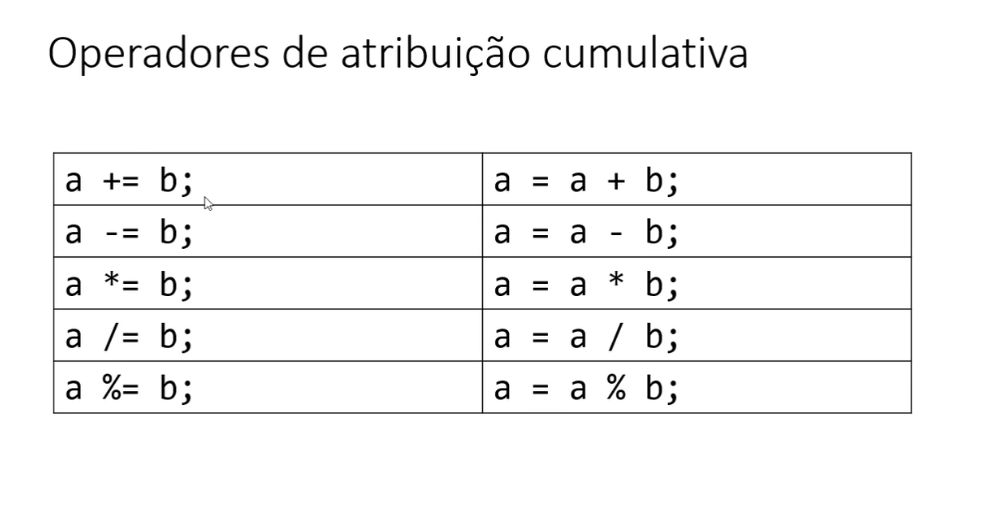 Operadores de atribuição cumulativa
a += b; a = a + b;
a -= b; a = a - b;
a *= b; a = a * b;
a /= b; a = a / b;
a %= b; a = a % b;